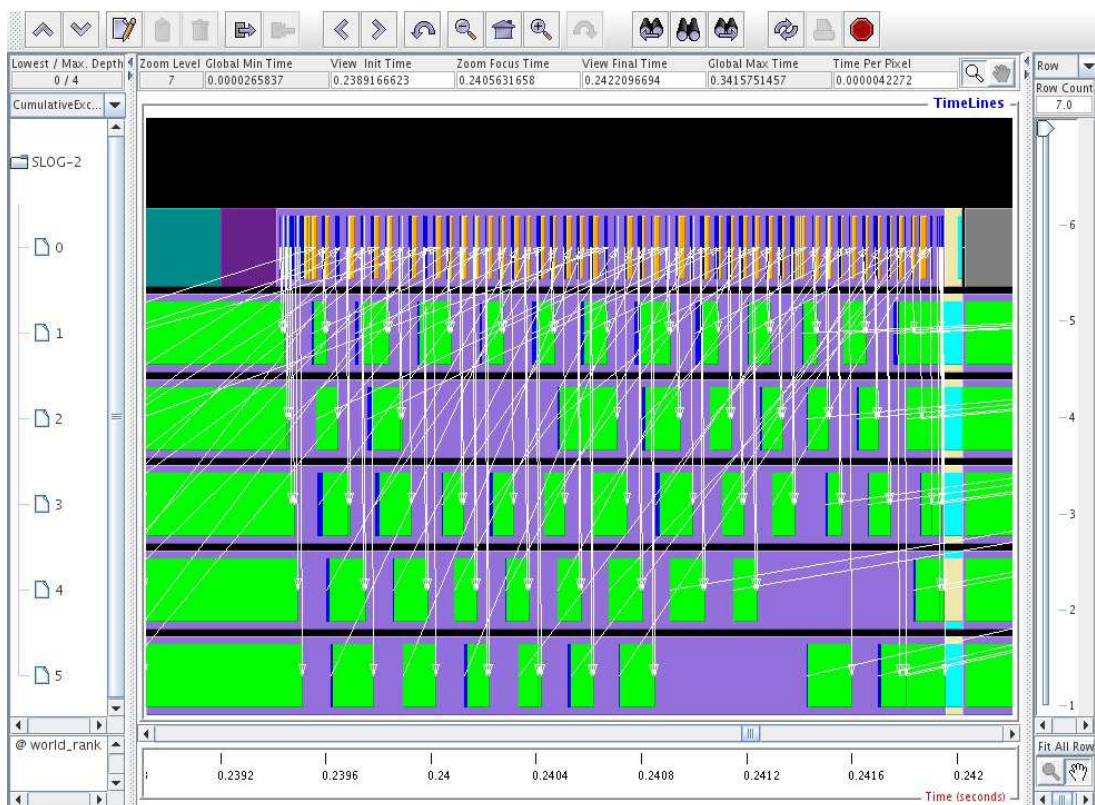 Lowest / Max. Depth
0 / 4
Zoom Level
7
Global Min Time
0.0000265837
View Init Time
0.2389166623
Zoom Focus Time
0.2405631658
View Final Time
0.2422096694
Global Max Time
0.3415751457
Time Per Pixel
0.0000042272
Row
Row Count
7.0
CumulativeExc...
TimeLines
SLOG-2
0
1
2
3
4
5
6
5
4
3
2
1
@ world_rank
Fit All Row
0.2392 0.2396 0.24 0.2404 0.2408 0.2412 0.2416 0.242
Time (seconds)